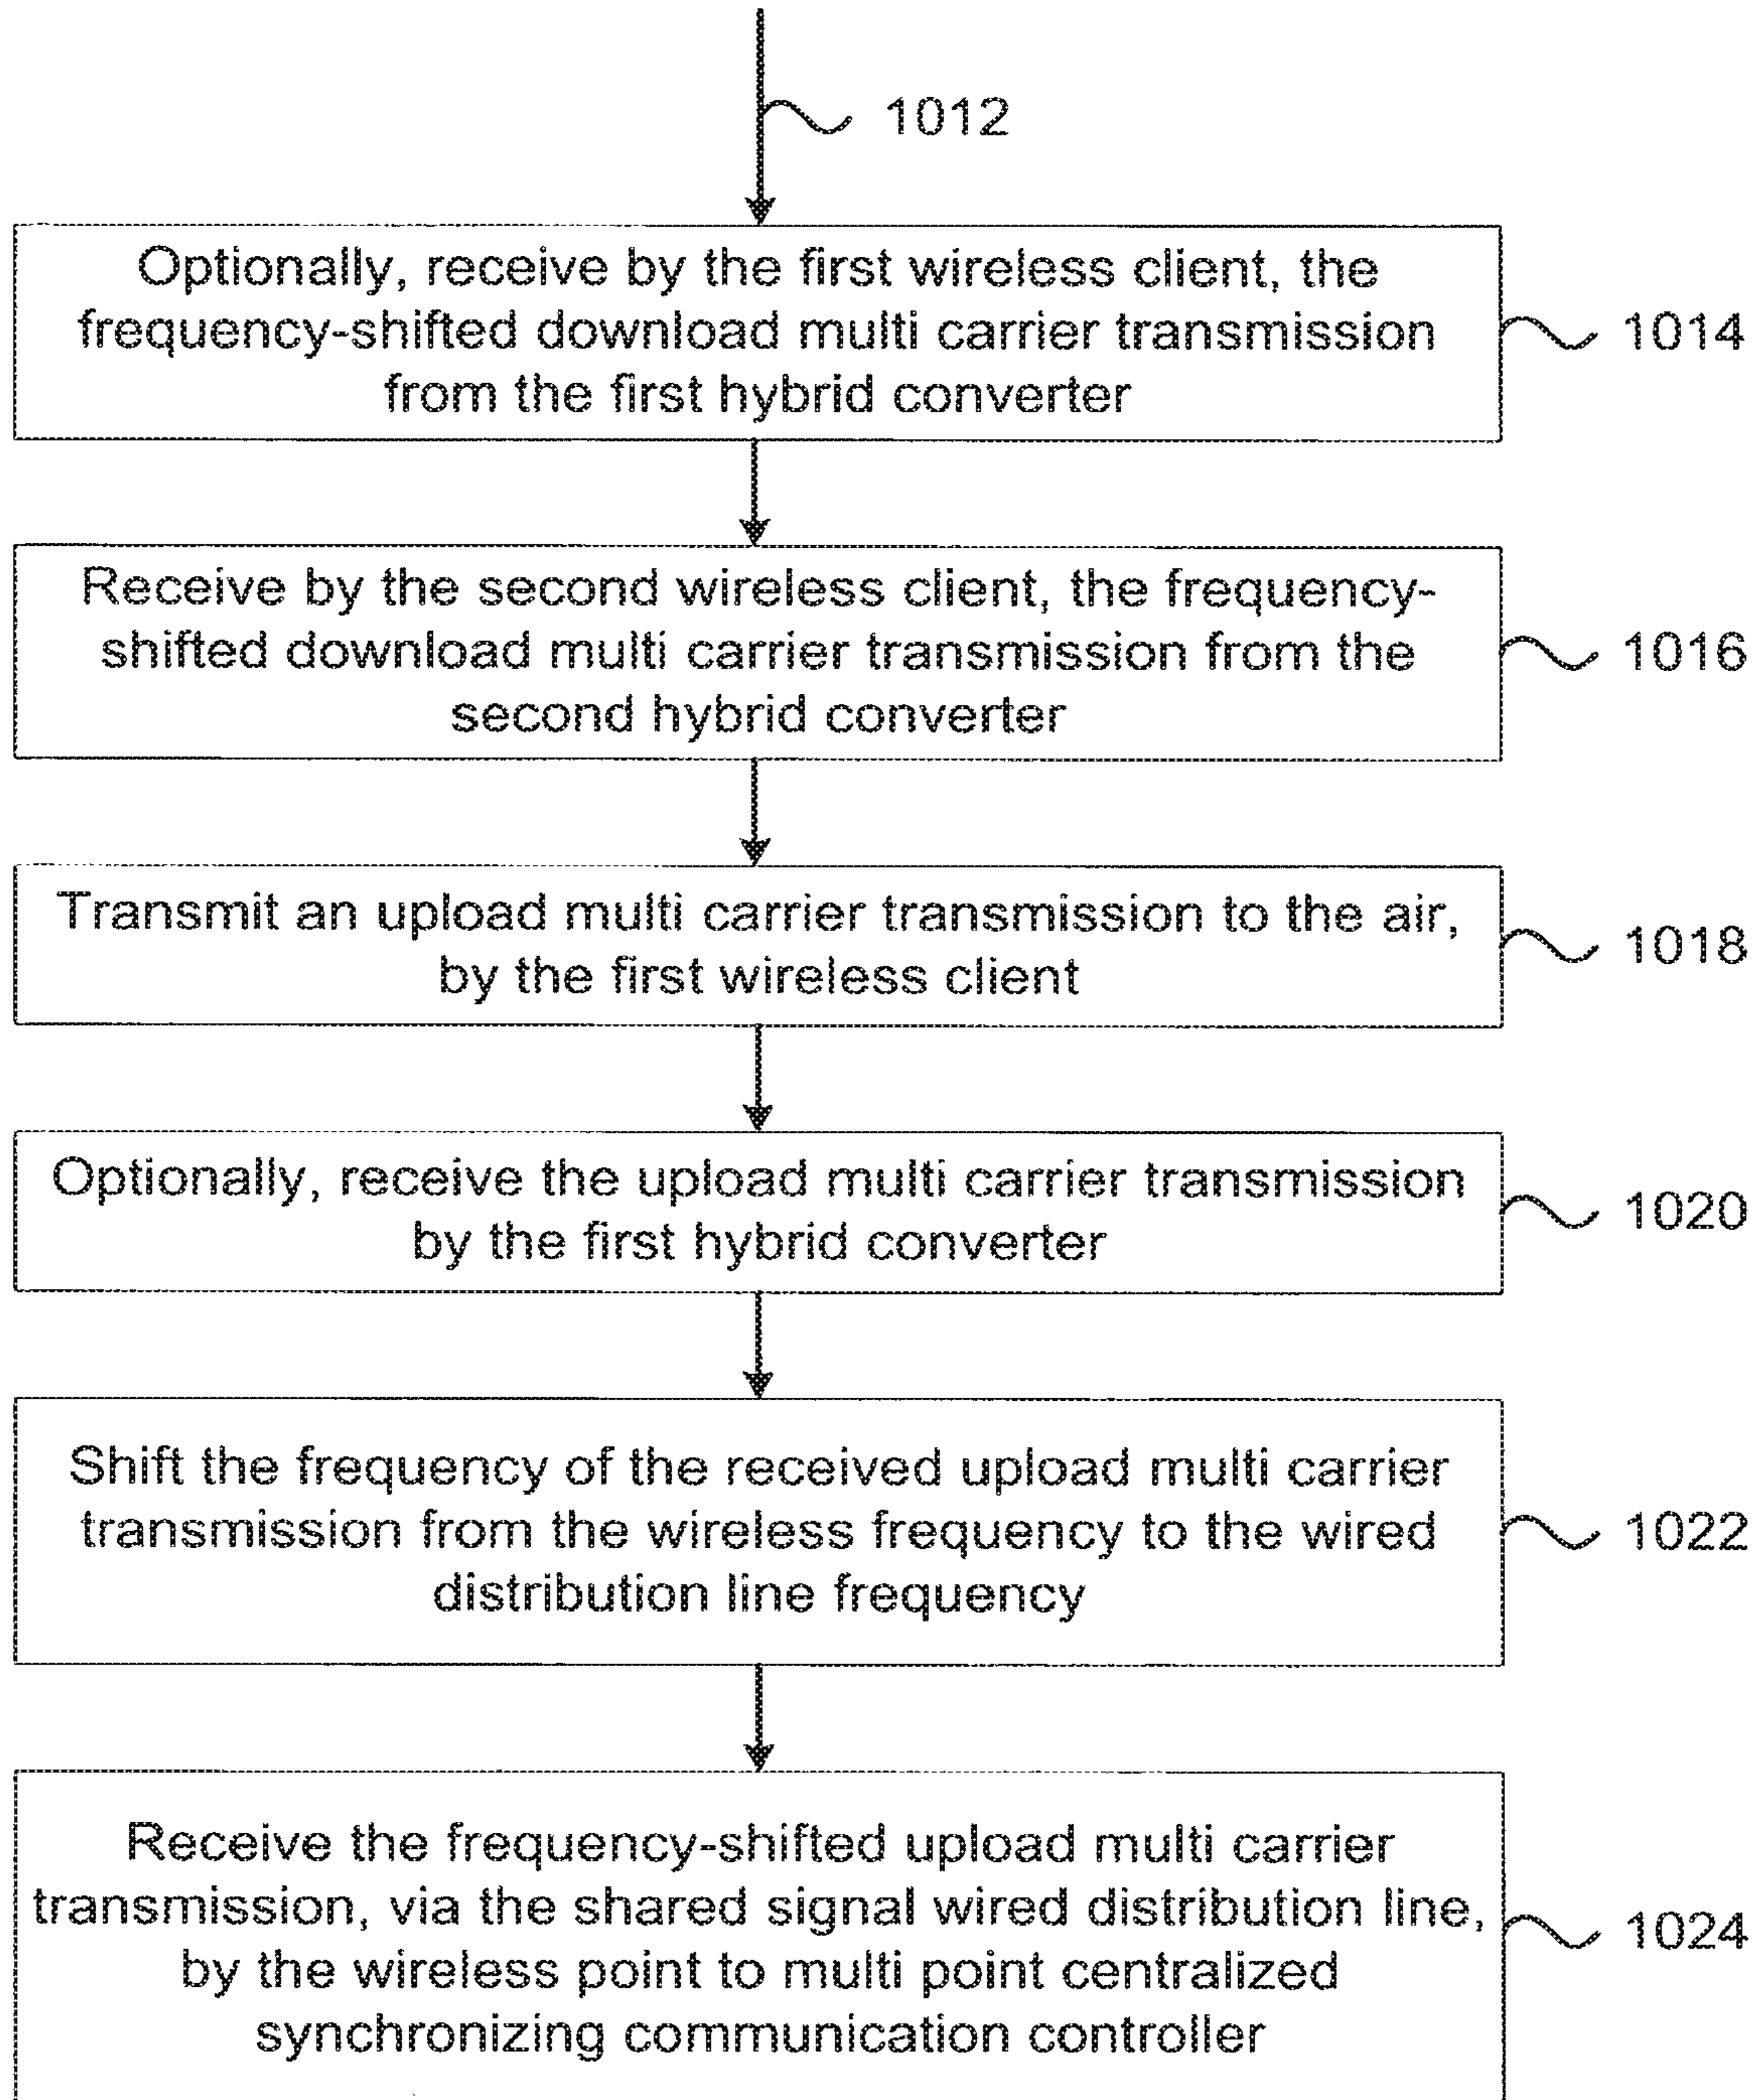 1012
Optionally, receive by the first wireless client, the
frequency-shifted download multi carrier transmission
from the first hybrid converter
1014
Receive by the second wireless client, the frequency-
shifted download multi carrier transmission from the
second hybrid converter
1016
Transmit an upload multi carrier transmission to the air,
by the first wireless client
1018
Optionally, receive the upload multi carrier transmission
by the first hybrid converter
1020
Shift the frequency of the received upload multi carrier
transmission from the wireless frequency to the wired
distribution line frequency
1022
Receive the frequency-shifted upload multi carrier
transmission, via the shared signal wired distribution line,
by the wireless point to multi point centralized
synchronizing communication controller
1024